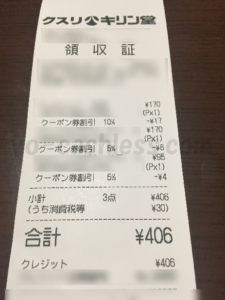 クスリ キリン堂
領収証
¥170
(Px1)
クーポン券割引 10% -¥17
¥170
(Px1)
クーポン券割引 5% -¥8
¥95
(Px1)
クーポン券割引 5% -¥4
小計 3点 ¥406
(うち消費税等 ¥30)
合計 ¥406
クレジット ¥406